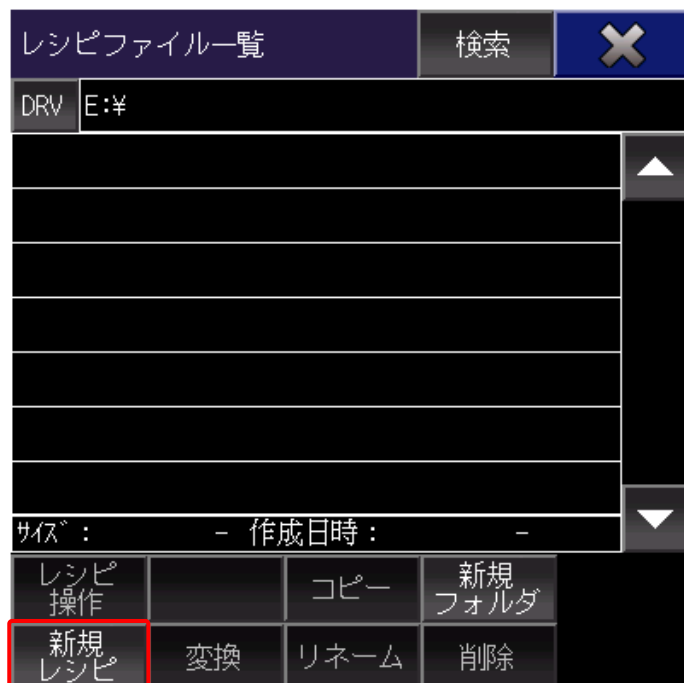 レシピファイル一覧 検索
DRV E:¥
ｻｲｽﾞ： - 作成日時： -
レシピ
操作
コピー
新規
フォルダ
新規
レシピ
変換
リネーム
削除